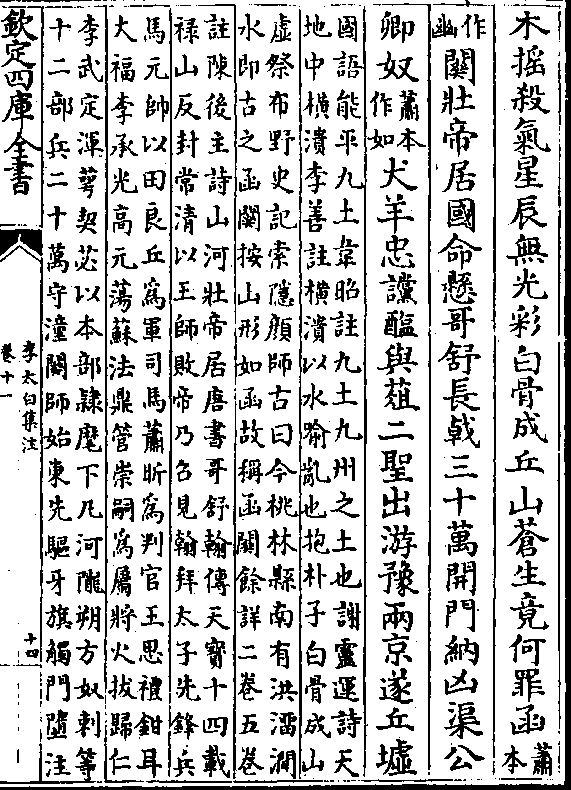 木摇殺氣星辰無光彩白骨成丘山蒼生竟何罪函蕭本
作幽關壮帝居國命懸哥舒長㦸三十萬開門納凶渠公
卿奴蕭本作如犬羊忠讜醢與葅二聖出游豫兩京遂丘墟
國語能平九土韋昭註九土九州之土也謝靈運詩天
地中横潰李善註横潰以水喻亂也抱朴子白骨成山
虚祭布野史記索隱顔師古曰今桃林縣南有洪溜澗
水即古之函關按山形如函故稱函關餘詳二卷五卷
註陳後主詩山河壮帝居唐書哥舒翰傳天寶十四載
禄山反封常清以王師敗帝乃召見翰拜太子先鋒兵
馬元帥以田良丘為軍司馬蕭昕為判官王思禮鉗耳
大福李承光高元蕩蘇法鼎管崇嗣為屬將火拔歸仁
李武定渾萼契苾以本部隸麾下凡河隴朔方奴刺等
十二部兵二十萬守潼關師始東先驅牙旗觸門隨注
欽定四庫全書
李太白集注
卷十一
十四